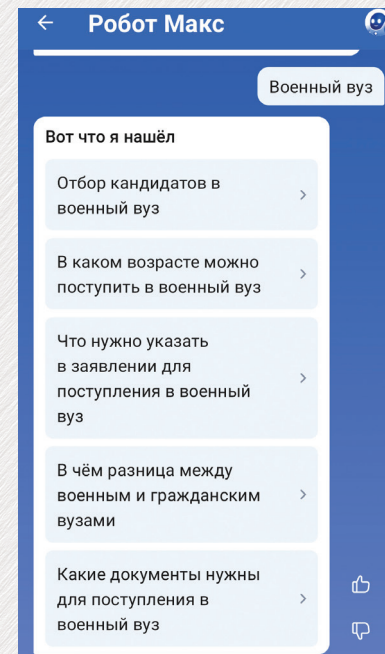 Робот Макс
Военный вуз
Вот что я нашёл
Отбор кандидатов в
военный вуз
В каком возрасте можно
поступить в военный вуз
Что нужно указать
в заявлении для
поступления в военный
вуз
В чём разница между
военным и гражданским
вузами
Какие документы нужны
для поступления в
военный вуз